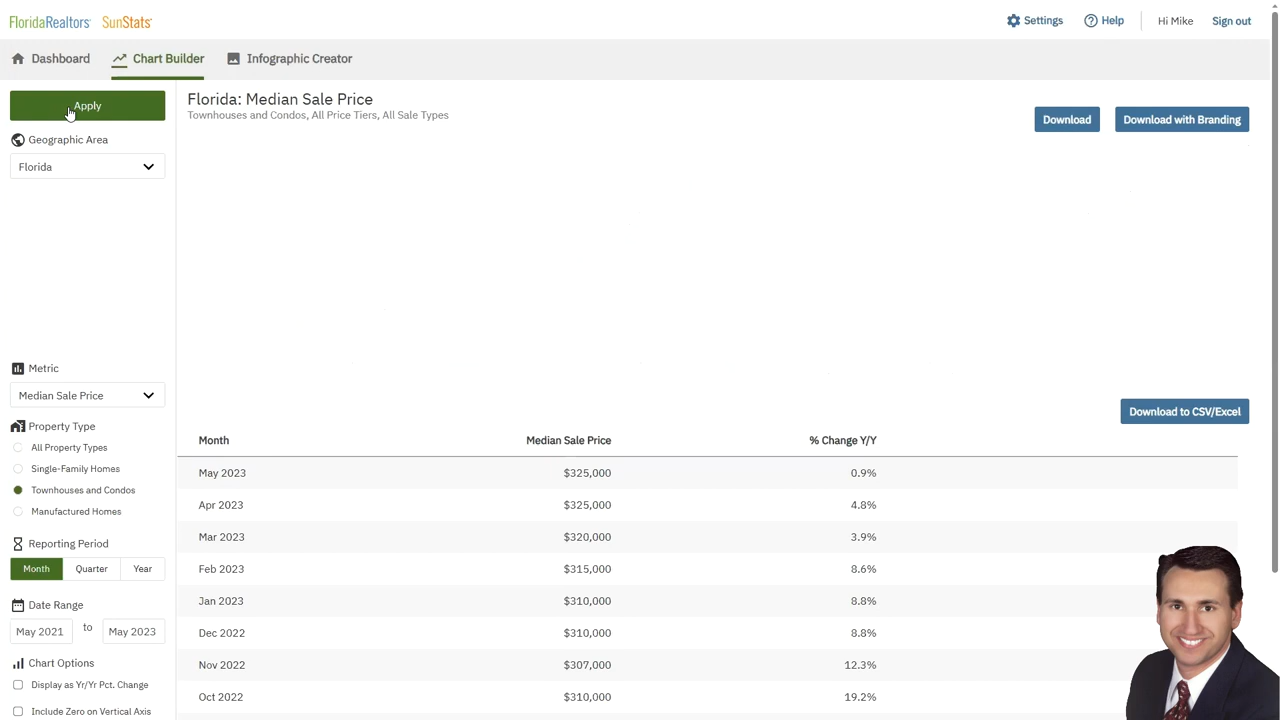 FloridaRealtors SunStats
Settings Help Hi Mike Sign out
Dashboard Chart Builder Infographic Creator
Apply
Geographic Area
Florida
Florida: Median Sale Price
Townhouses and Condos, All Price Tiers, All Sale Types
Download Download with Branding
Metric
Median Sale Price
Property Type
All Property Types
Single-Family Homes
Townhouses and Condos
Manufactured Homes
Reporting Period
Month Quarter Year
Date Range
May 2021 to May 2023
Chart Options
Display as Yr/Yr Pct. Change
Include Zero on Vertical Axis
Download to CSV/Excel
Month Median Sale Price % Change Y/Y
May 2023 $325,000 0.9%
Apr 2023 $325,000 4.8%
Mar 2023 $320,000 3.9%
Feb 2023 $315,000 8.6%
Jan 2023 $310,000 8.8%
Dec 2022 $310,000 8.8%
Nov 2022 $307,000 12.3%
Oct 2022 $310,000 19.2%